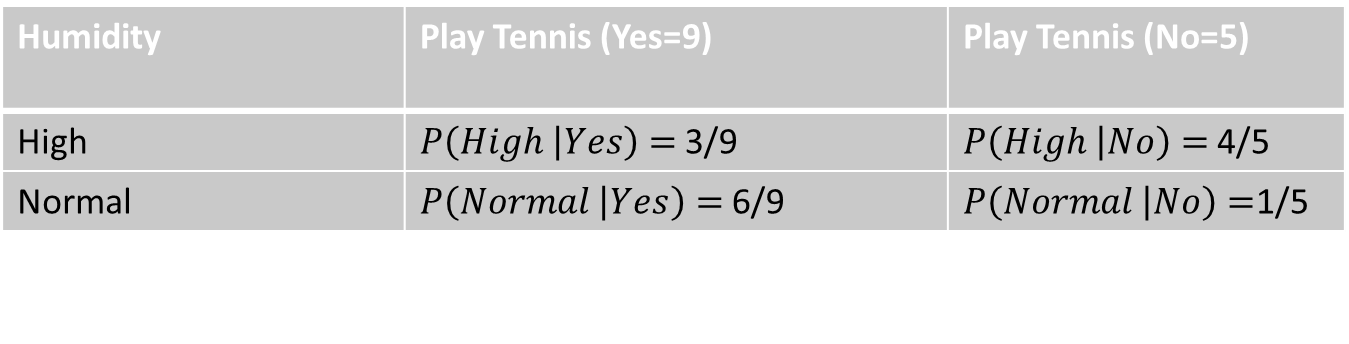 Humidity Play Tennis (Yes=9) Play Tennis (No=5)
High P(High |Yes) = 3/9 P(High |No) = 4/5
Normal P(Normal |Yes) = 6/9 P(Normal |No) =1/5